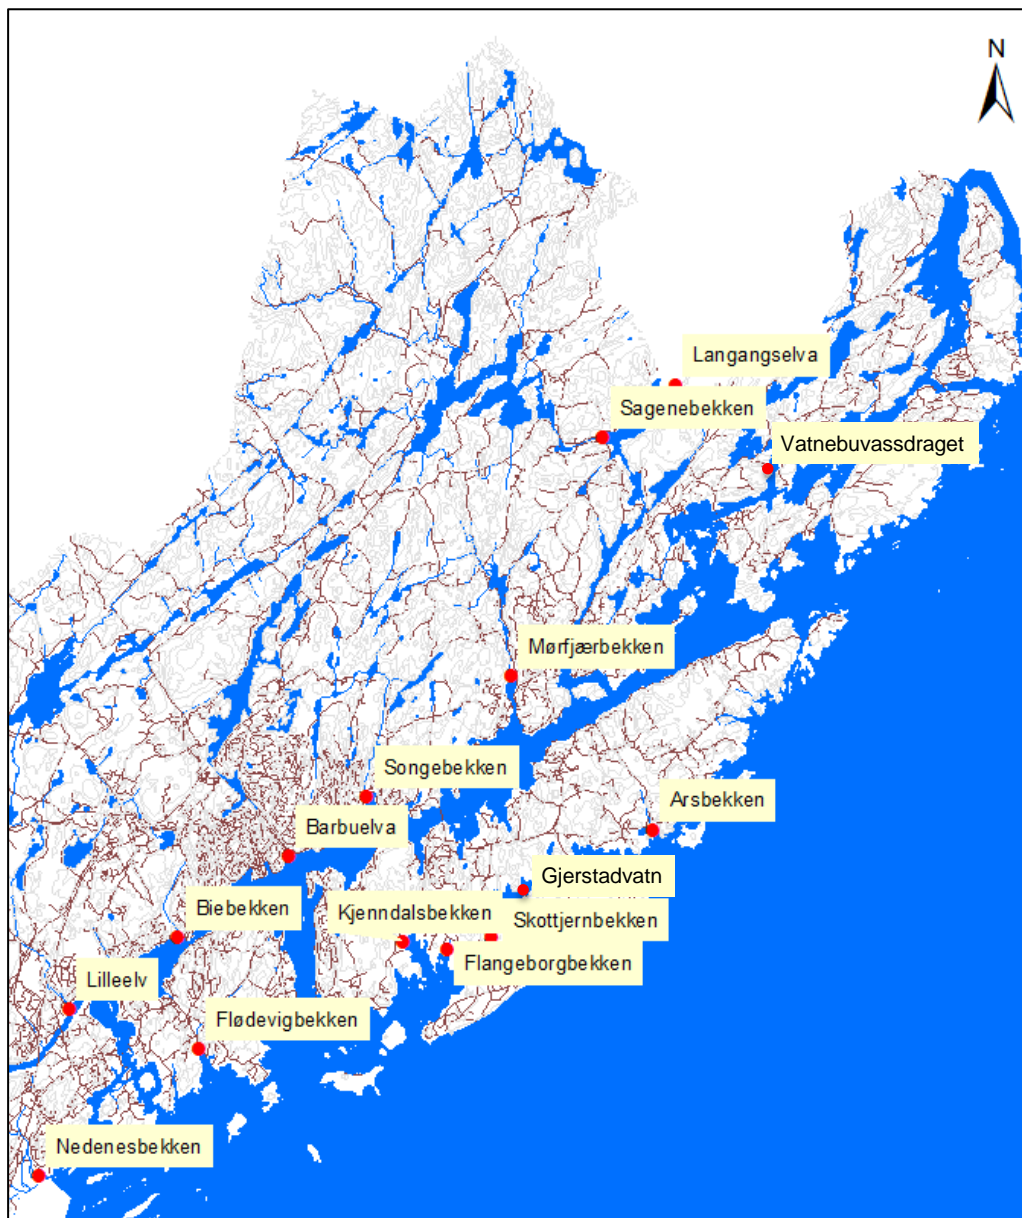 N
Langangselva
Sagenebekken
Vatnebuvassdraget
Mørfjærbekken
Songebekken
Arsbekken
Barbuelva
Gjerstadvatn
Kjenndalsbekken
Skottjernbekken
Biebekken
Flangeborgbekken
Lilleelv
Flødevigbekken
Nedenesbekken